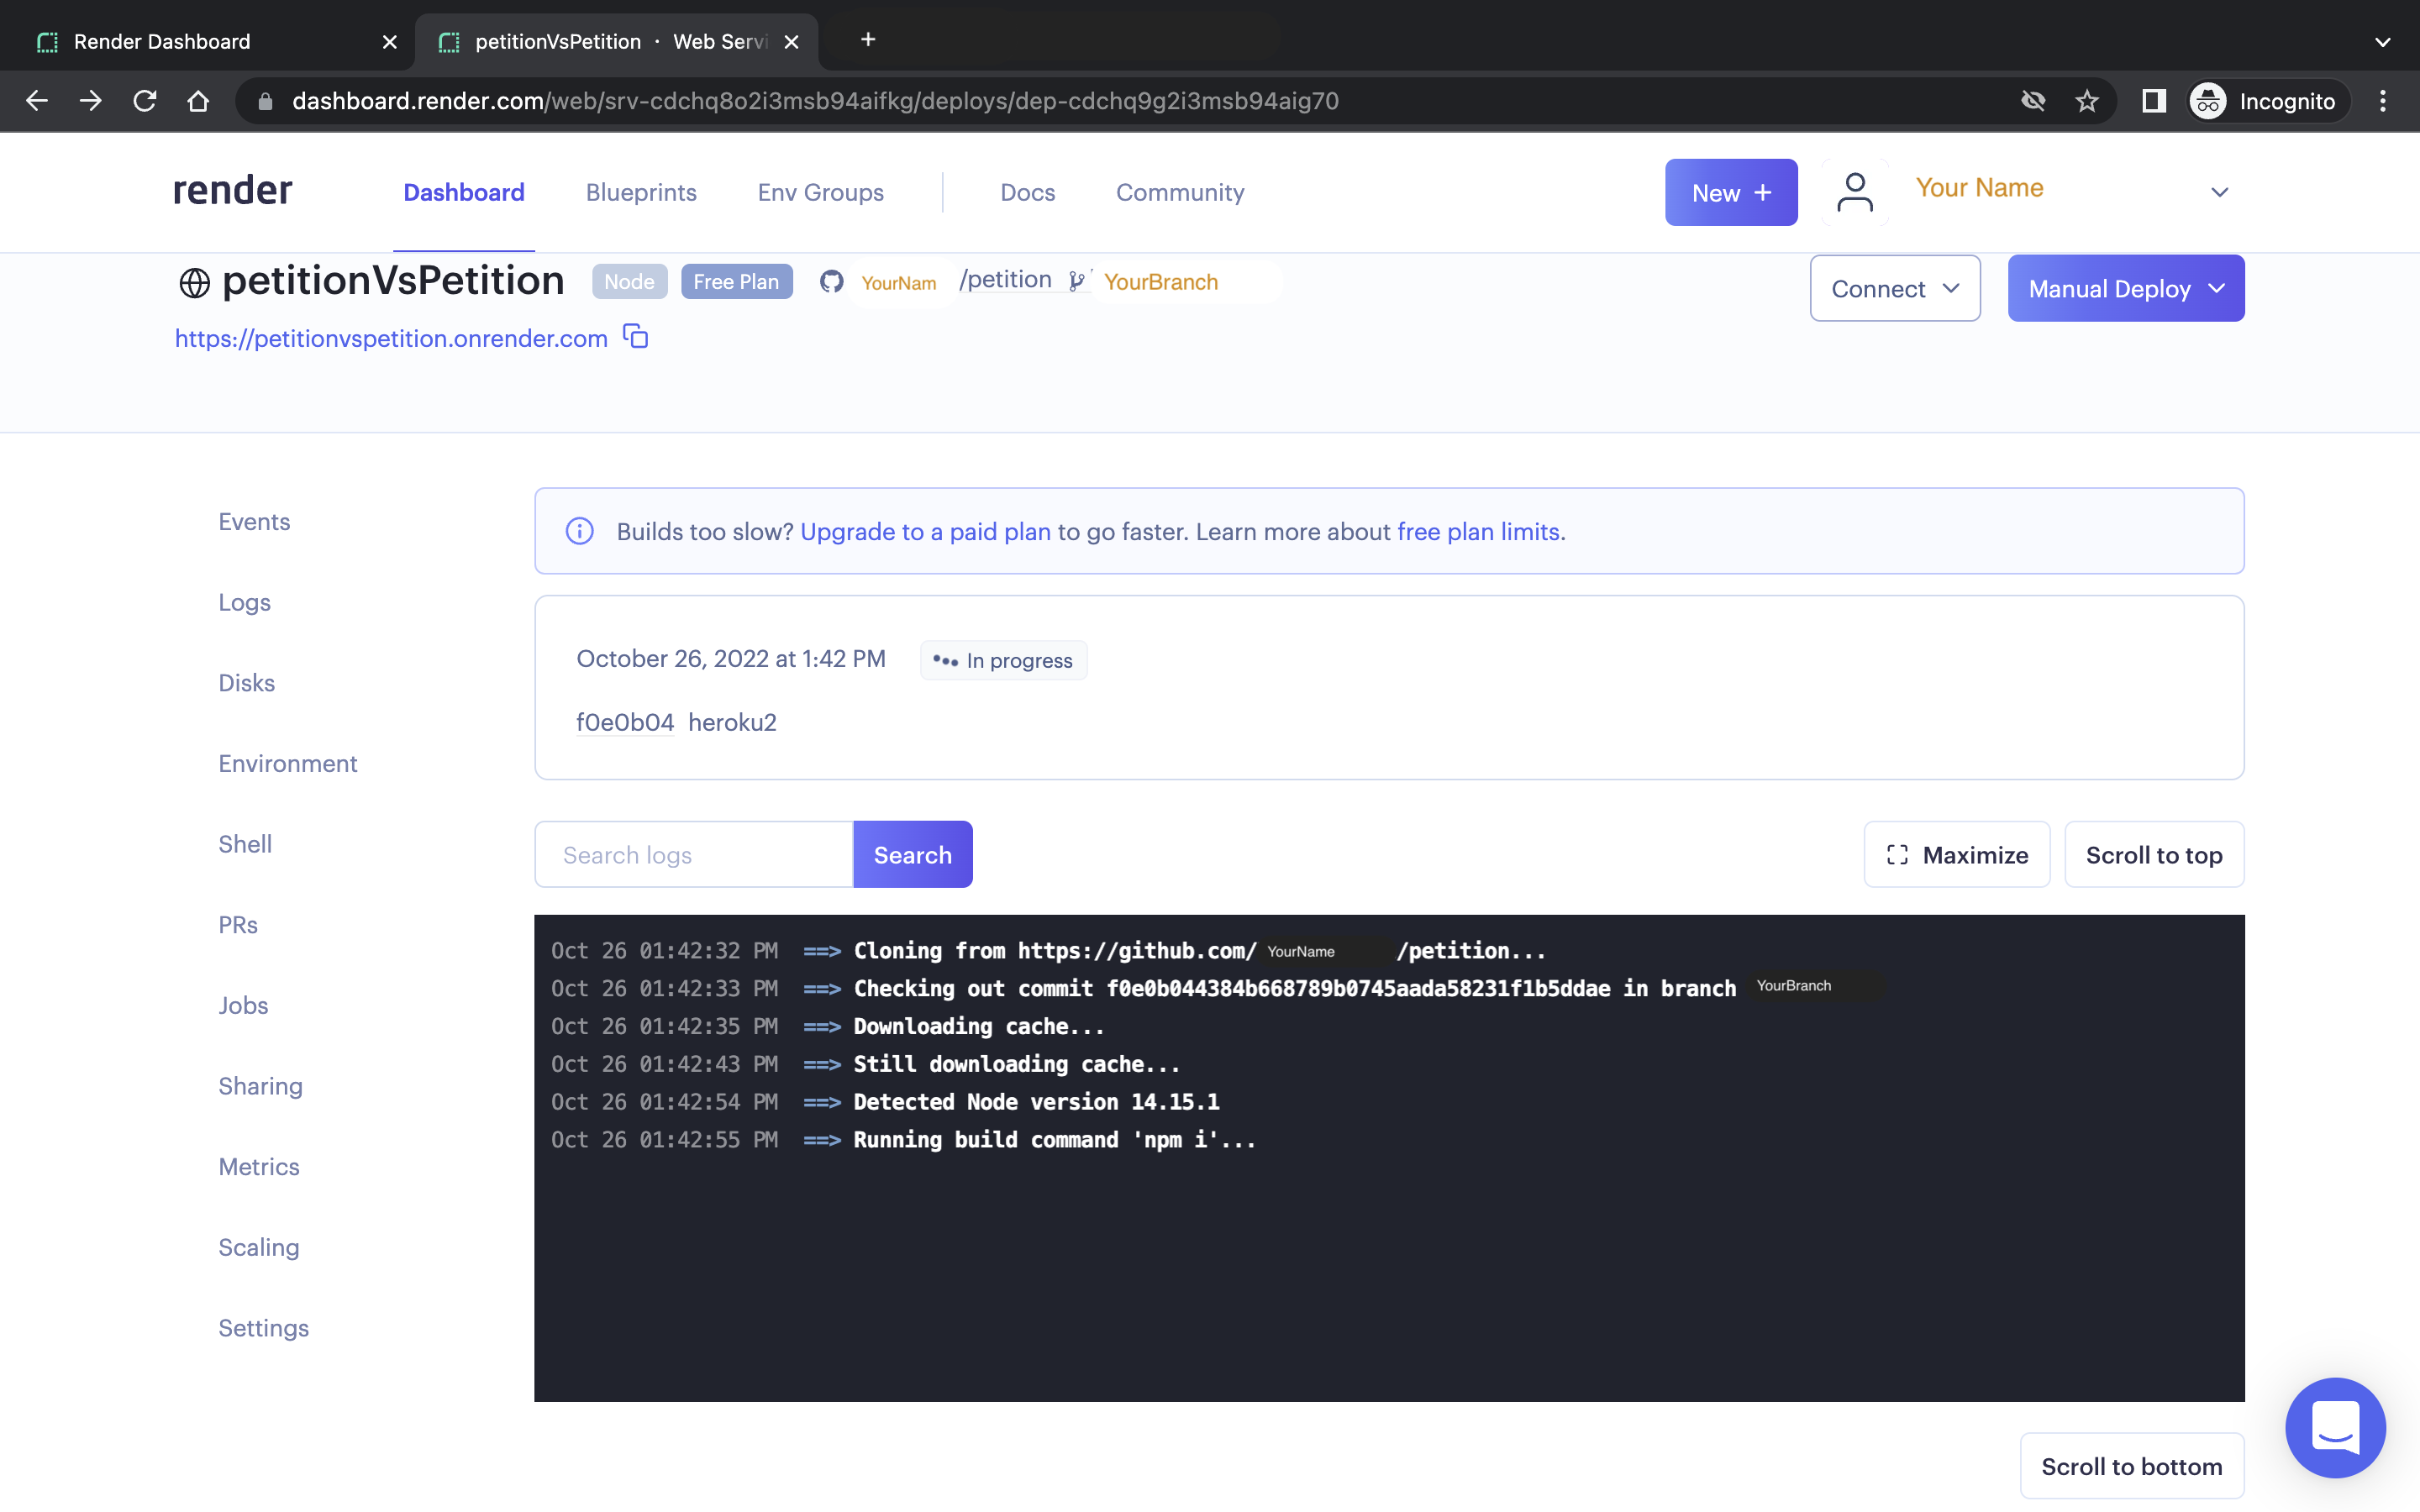 Render Dashboard
petitionVsPetition · Web Servi
dashboard.render.com/web/srv-cdchq8o2i3msb94aifkg/deploys/dep-cdchq9g2i3msb94aig70
Incognito
render Dashboard Blueprints Env Groups Docs Community New + Your Name
petitionVsPetition Node Free Plan YourNam /petition YourBranch Connect Manual Deploy
https://petitionvspetition.onrender.com
Events
Logs
Disks
Environment
Shell
PRs
Jobs
Sharing
Metrics
Scaling
Settings
Builds too slow? Upgrade to a paid plan to go faster. Learn more about free plan limits.
October 26, 2022 at 1:42 PM In progress
f0e0b04 heroku2
Search logs Search Maximize Scroll to top
Oct 26 01:42:32 PM ==> Cloning from https://github.com/ YourName /petition...
Oct 26 01:42:33 PM ==> Checking out commit f0e0b044384b668789b0745aada58231f1b5ddae in branch YourBranch
Oct 26 01:42:35 PM ==> Downloading cache...
Oct 26 01:42:43 PM ==> Still downloading cache...
Oct 26 01:42:54 PM ==> Detected Node version 14.15.1
Oct 26 01:42:55 PM ==> Running build command 'npm i'...
Scroll to bottom